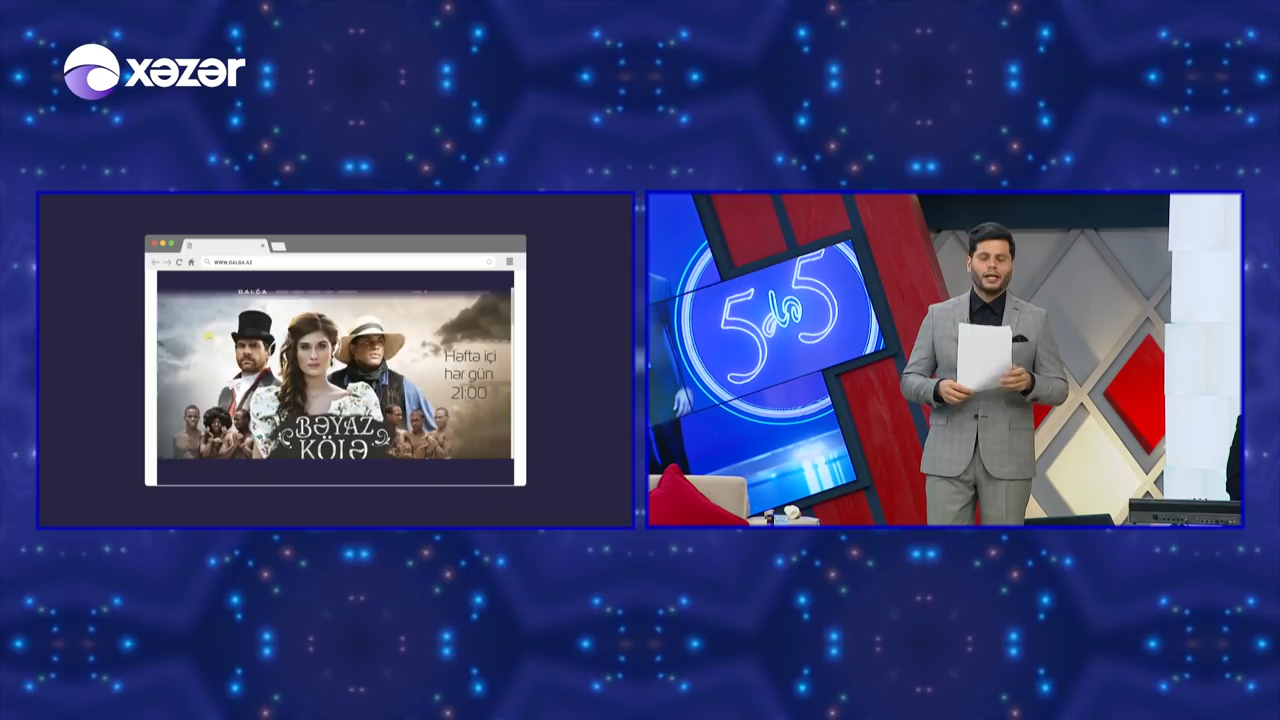 xəzər
WWW.DALGA.AZ
DALĞA
Həftə içi
hər gün
21:00
BƏYAZ
KÖLƏ
5də5